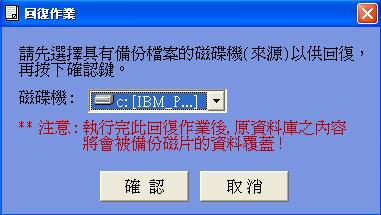 回復作業
請先選擇具有備份檔案的磁碟機(來源)以供回復，
再按下確認鍵。
磁碟機:
c: [IBM_P...]
** 注意:執行完此回復作業後,原資料庫之內容
將會被備份磁片的資料覆蓋!
確 認
取 消